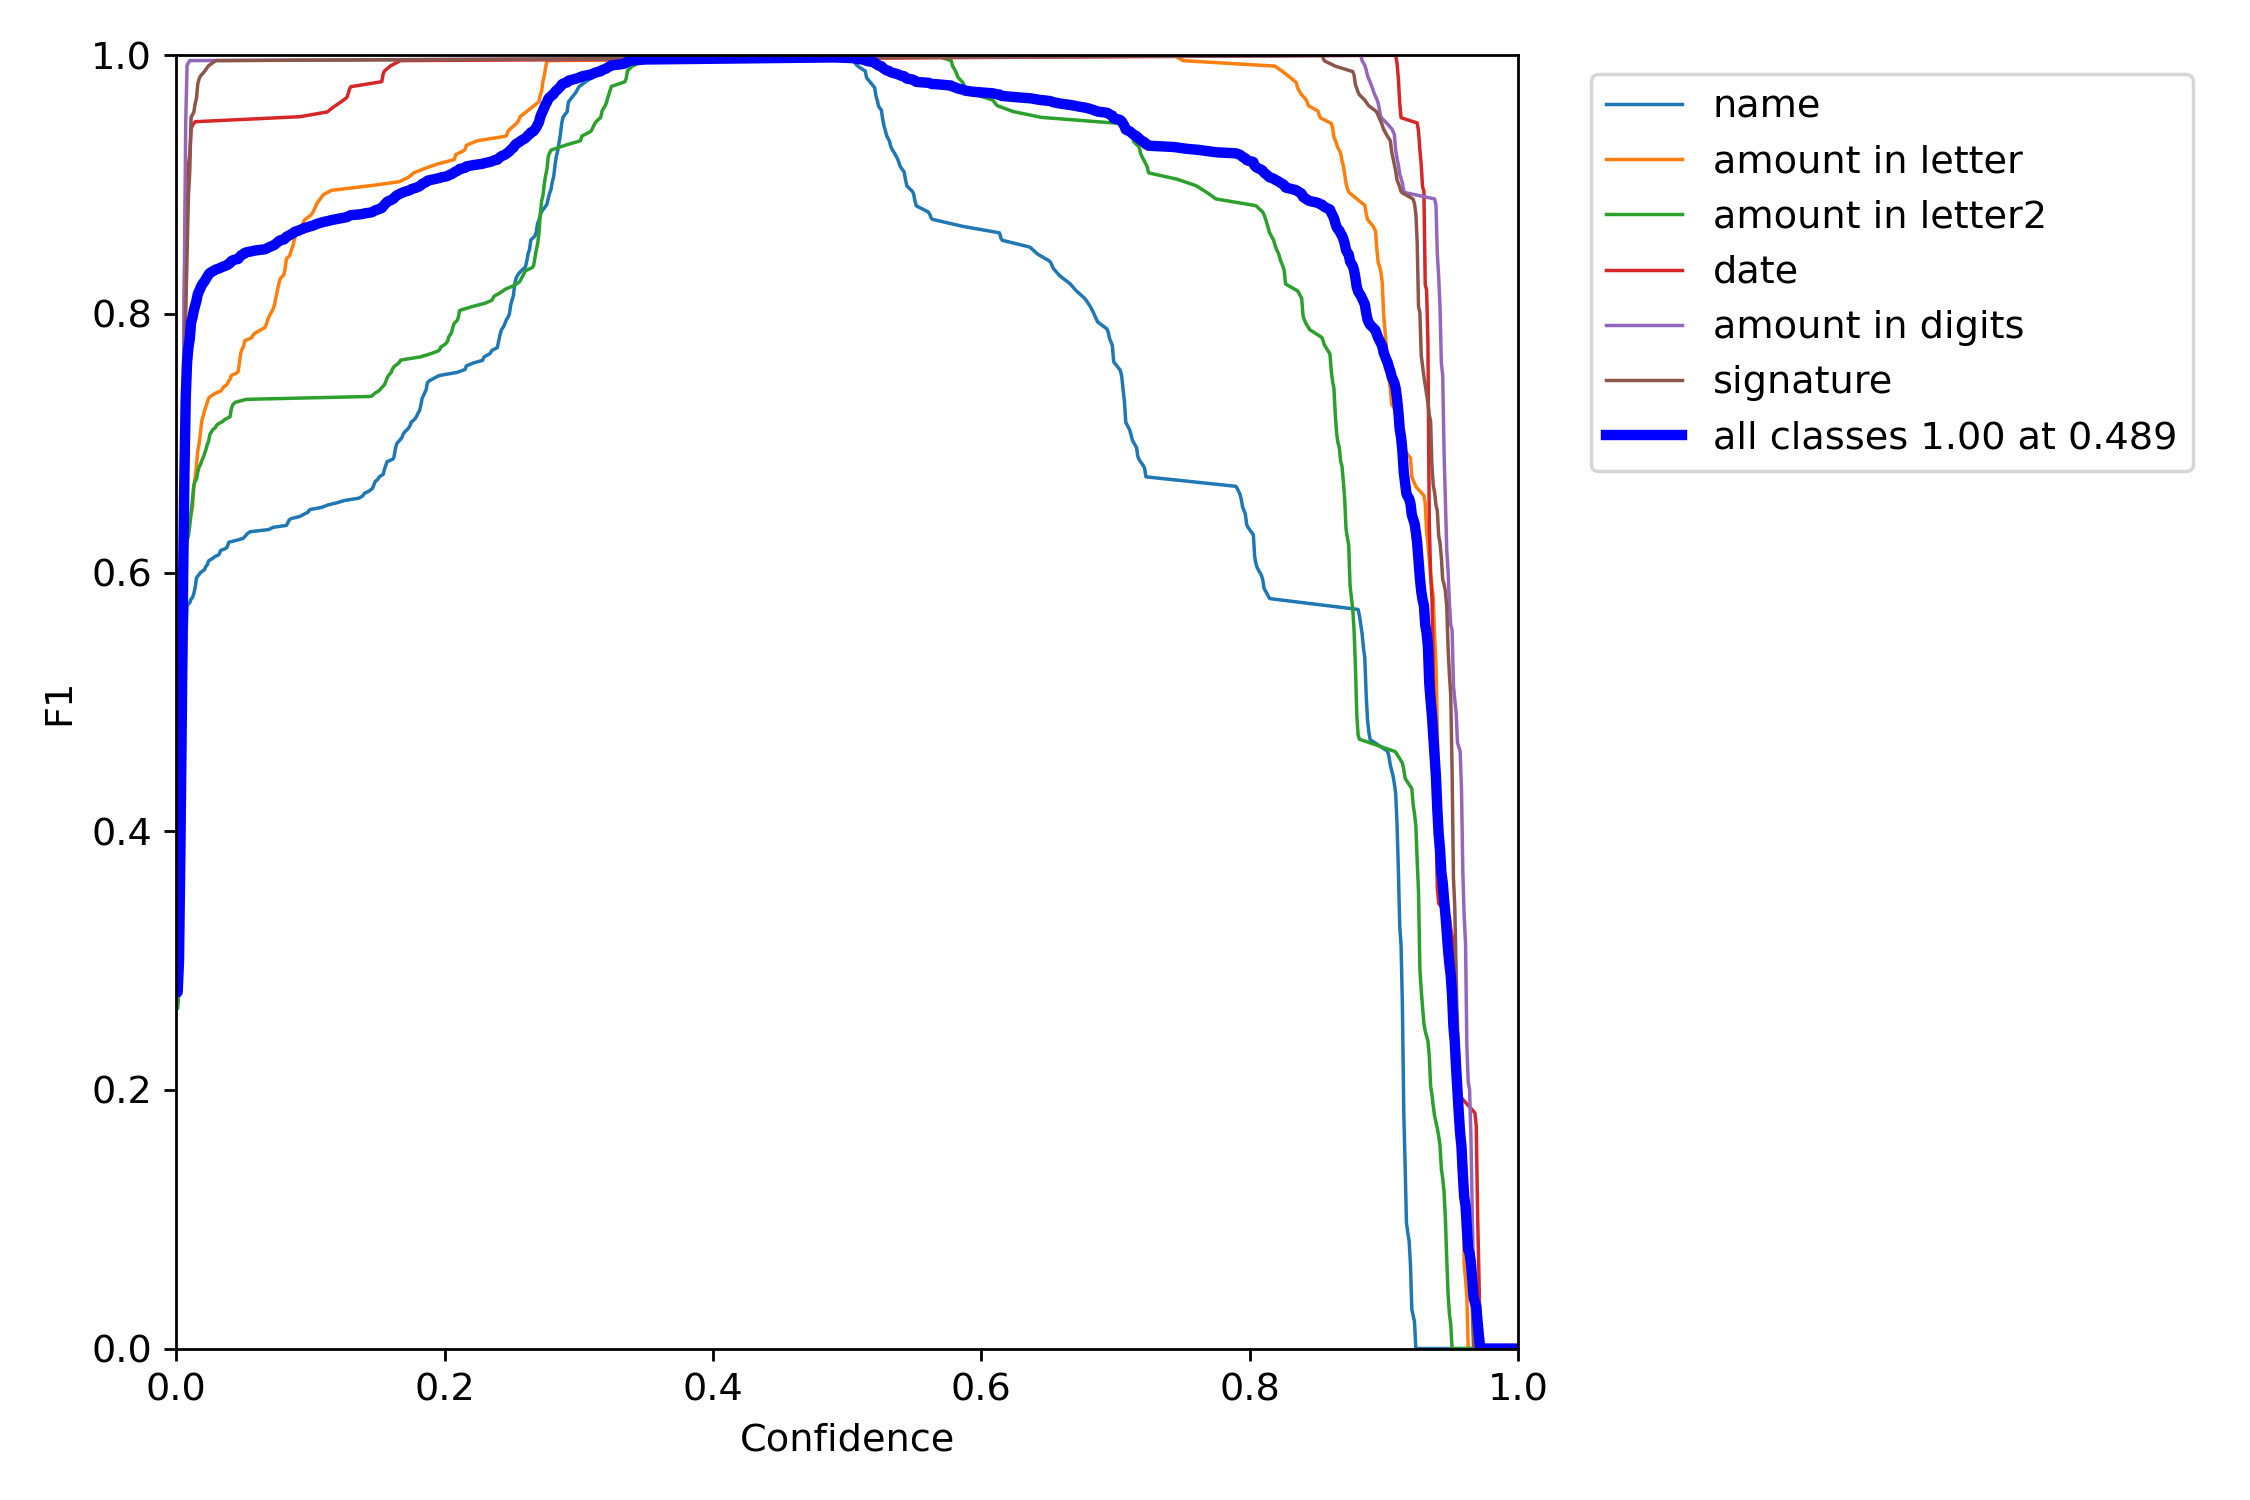 1.0
0.8
0.6
0.4
0.2
0.0
F1
0.0 0.2 0.4 0.6 0.8 1.0
Confidence
name
amount in letter
amount in letter2
date
amount in digits
signature
all classes 1.00 at 0.489